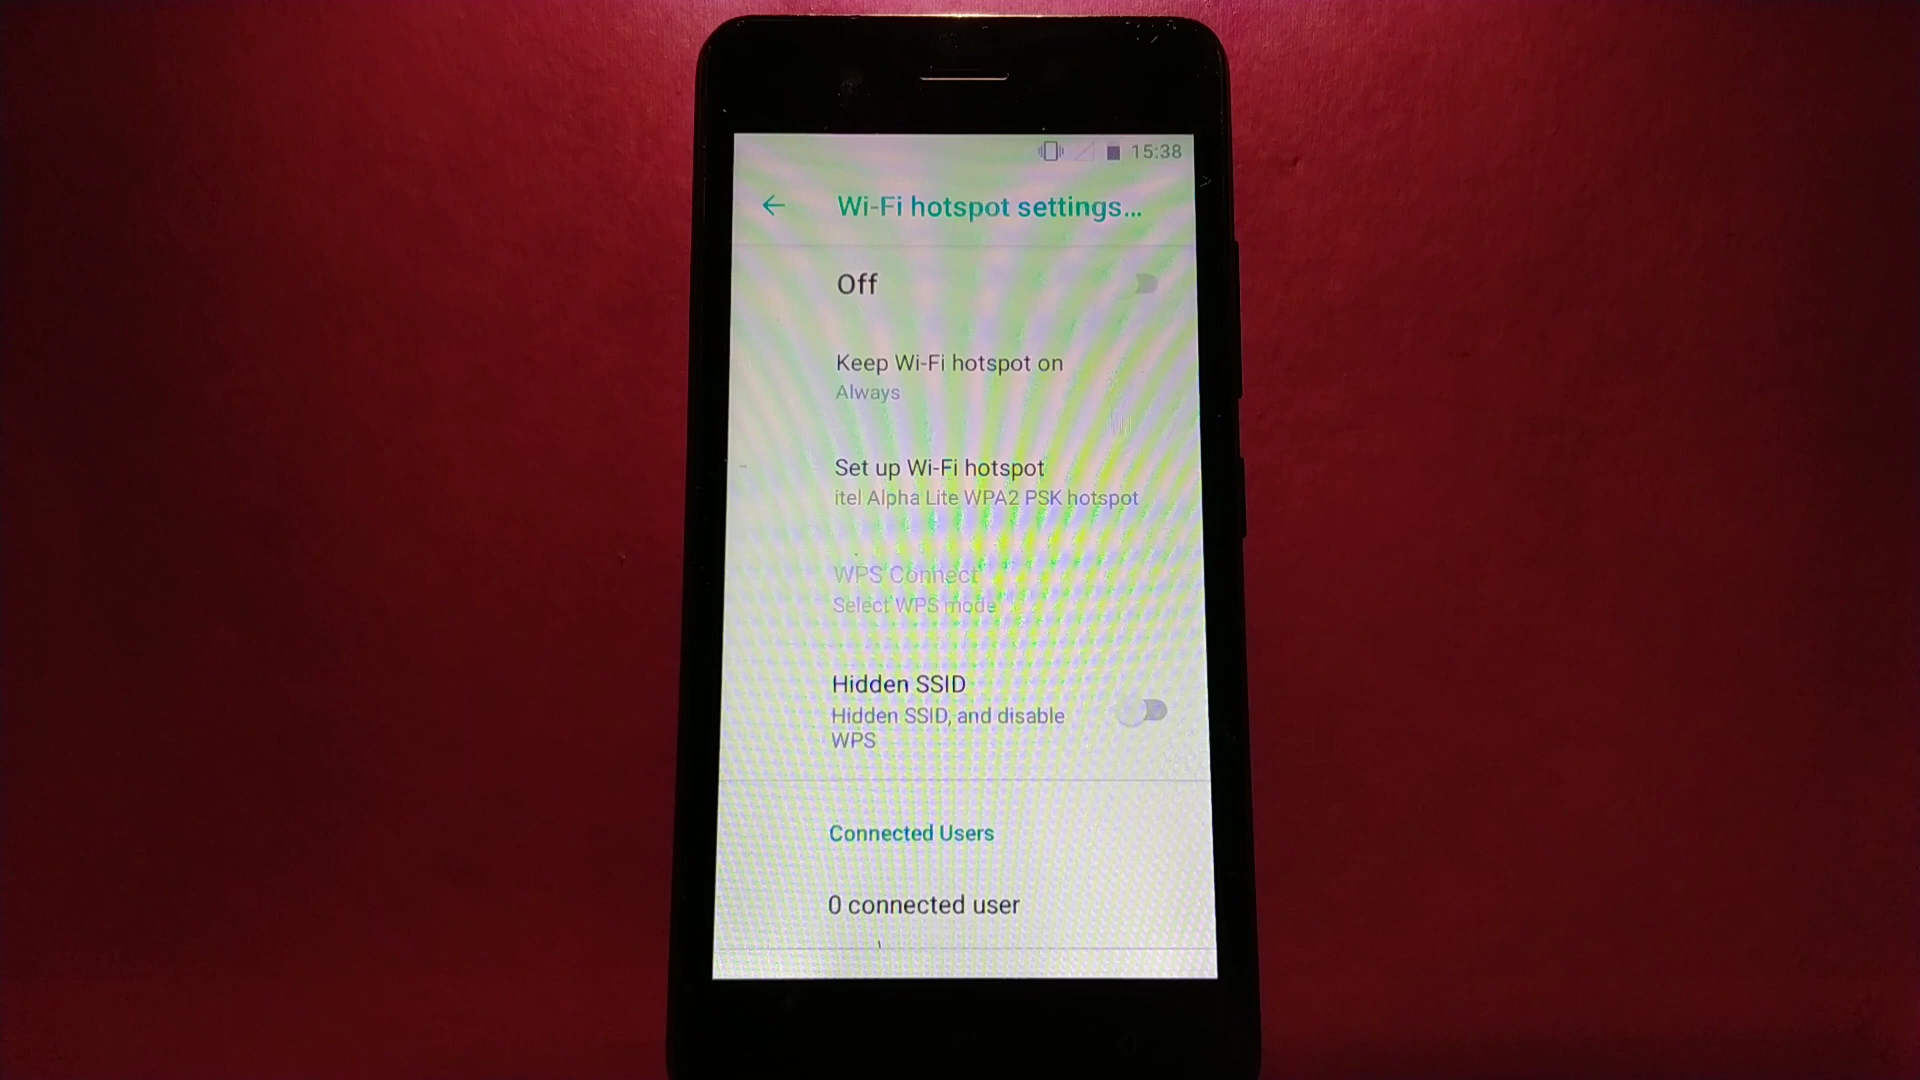 15:38
Wi-Fi hotspot settings...
Off
Keep Wi-Fi hotspot on
Always
Set up Wi-Fi hotspot
itel Alpha Lite WPA2 PSK hotspot
WPS Connect
Select WPS mode
Hidden SSID
Hidden SSID, and disable
WPS
Connected Users
0 connected user